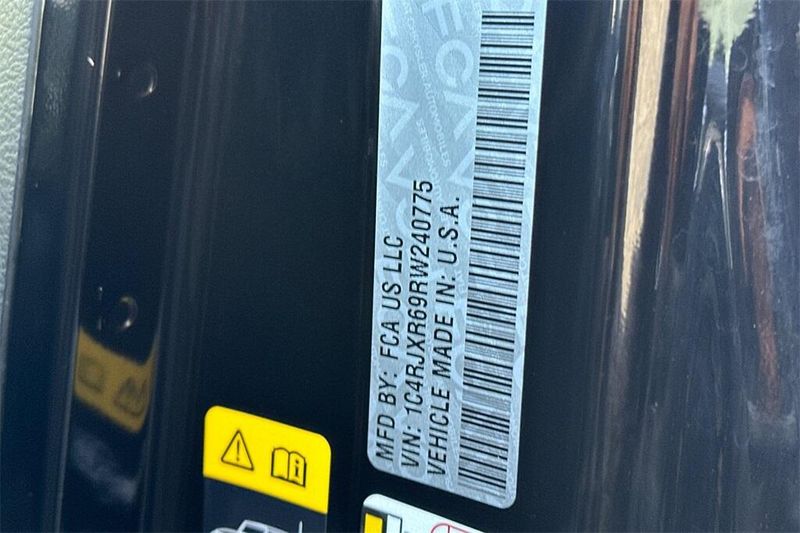 MFD BY: FCA US LLC
VIN: 1C4RJXR69RW240775
VEHICLE MADE IN: U.S.A.